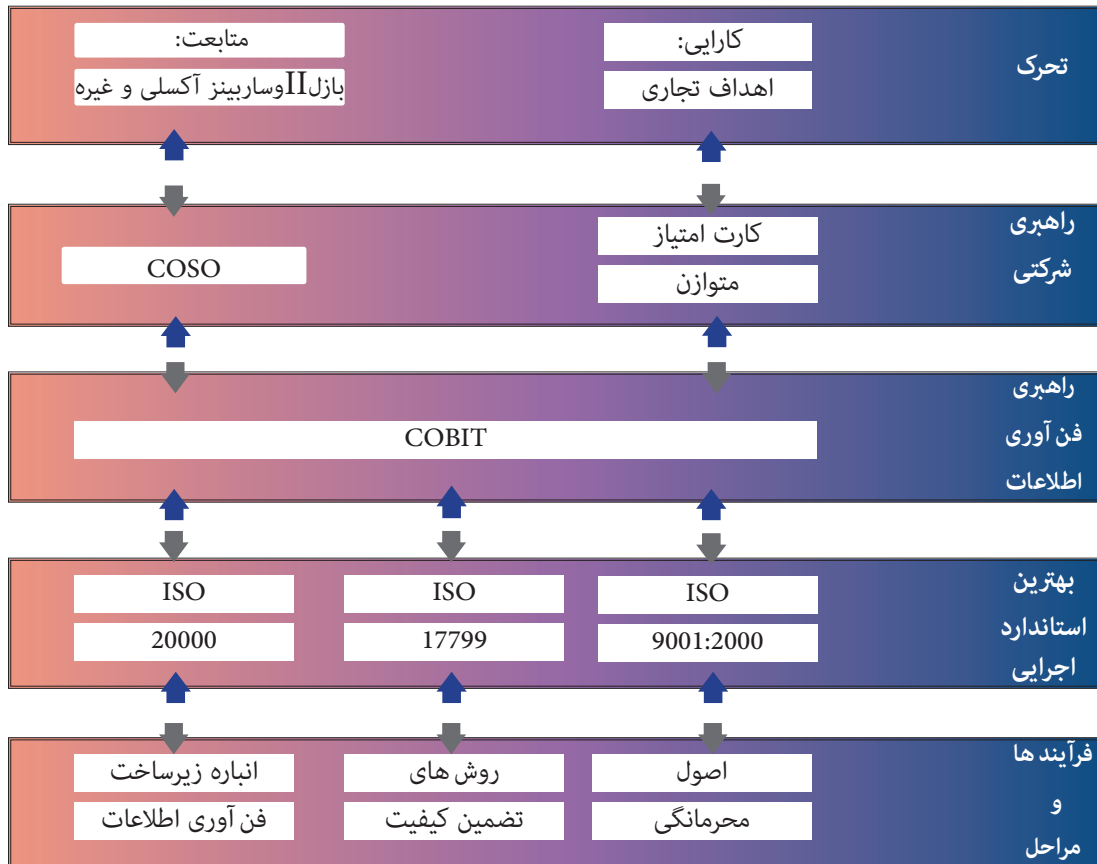 تحرک
کارایی:
اهداف تجاری
متابعت:
بازلIIوساربینز آکسلی و غیره
راهبری
شرکتی
کارت امتیاز
متوازن
COSO
راهبری
فن آوری
اطلاعات
COBIT
بهترین
استاندارد
اجرایی
ISO
9001:2000
ISO
17799
ISO
20000
فرآیند ها
و
مراحل
اصول
محرمانگی
روش های
تضمین کیفیت
انباره زیرساخت
فن آوری اطلاعات